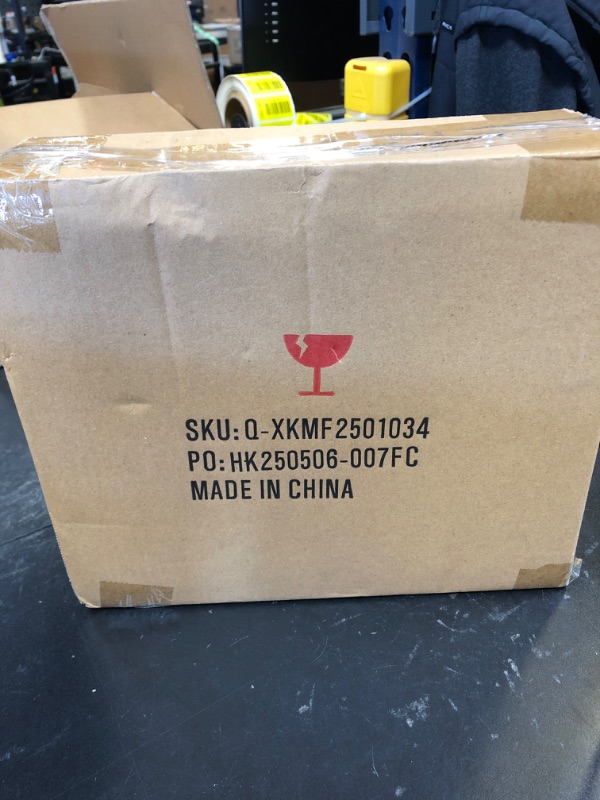 SKU: Q-XKMF2501034
PO: HK250506-007FC
MADE IN CHINA